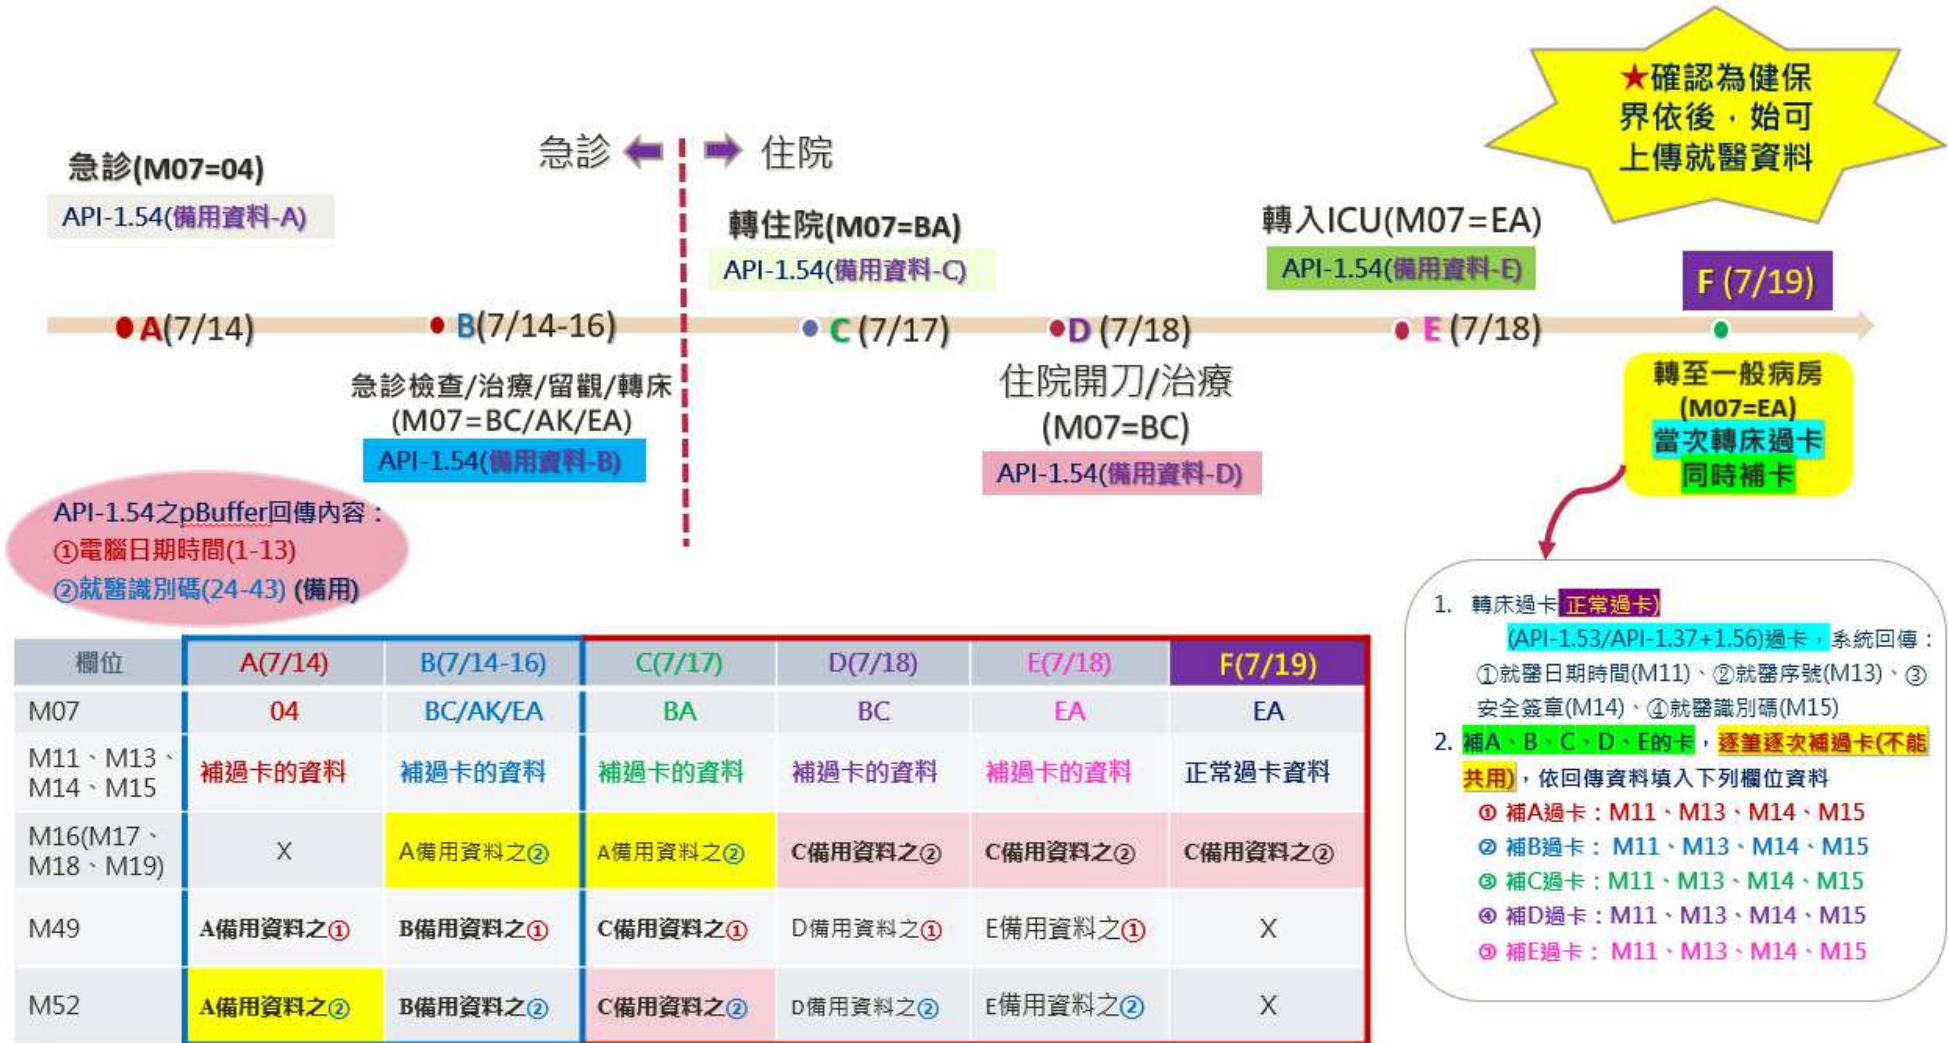 ★確認為健保
界依後，始可
上傳就醫資料
急診 住院
急診(M07=04)
API-1.54(備用資料-A)
轉住院(M07=BA)
API-1.54(備用資料-C)
轉入ICU(M07=EA)
API-1.54(備用資料-E)
F (7/19)
A(7/14)
B(7/14-16)
C (7/17)
D (7/18)
E (7/18)
急診檢查/治療/留觀/轉床
(M07=BC/AK/EA)
API-1.54(備用資料-B)
住院開刀/治療
(M07=BC)
API-1.54(備用資料-D)
轉至一般病房
(M07=EA)
當次轉床過卡
同時補卡
API-1.54之pBuffer回傳內容：
①電腦日期時間(1-13)
②就醫識別碼(24-43) (備用)
欄位 A(7/14) B(7/14-16) C(7/17) D(7/18) E(7/18) F(7/19)
M07 04 BC/AK/EA BA BC EA EA
M11、M13、
M14、M15
補過卡的資料 補過卡的資料 補過卡的資料 補過卡的資料 補過卡的資料 正常過卡資料
M16(M17、
M18、M19)
X A備用資料之② A備用資料之② C備用資料之② C備用資料之② C備用資料之②
M49 A備用資料之① B備用資料之① C備用資料之① D備用資料之① E備用資料之① X
M52 A備用資料之② B備用資料之② C備用資料之② D備用資料之② E備用資料之② X
1. 轉床過卡(正常過卡)
(API-1.53/API-1.37+1.56)過卡，系統回傳：
①就醫日期時間(M11)、②就醫序號(M13)、③
安全簽章(M14)、④就醫識別碼(M15)
2. 補A、B、C、D、E的卡，逐筆逐次補過卡(不能
共用)，依回傳資料填入下列欄位資料
① 補A過卡：M11、M13、M14、M15
② 補B過卡： M11、M13、M14、M15
③ 補C過卡：M11、M13、M14、M15
④ 補D過卡：M11、M13、M14、M15
⑤ 補E過卡： M11、M13、M14、M15